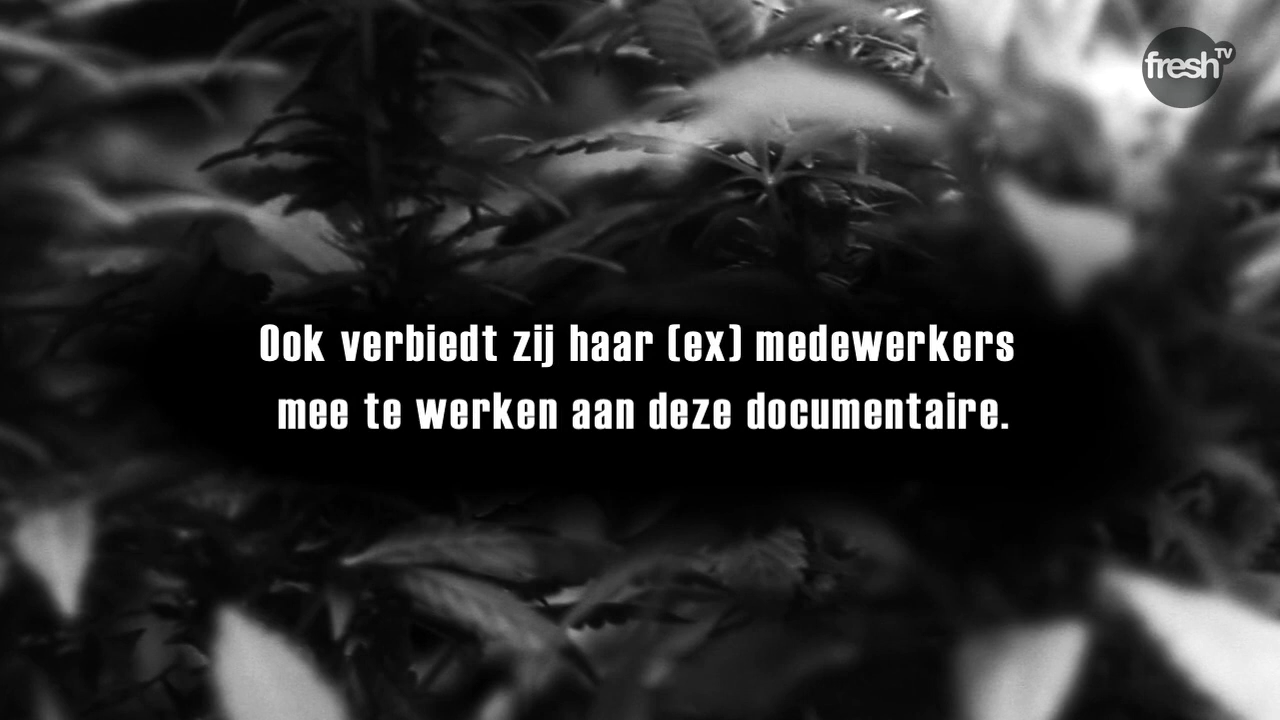 fresh TV
Ook verbiedt zij haar (ex) medewerkers
mee te werken aan deze documentaire.